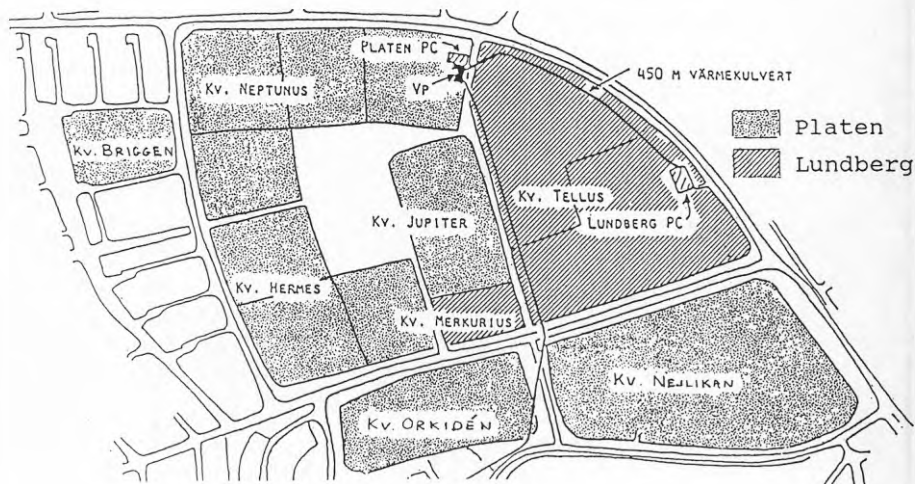 PLATEN PC
VP
450 M VÄRMEKULVERT
KV. NEPTUNUS
Platen
Lundberg
KV. BRIGGEN
KV. TELLUS
LUNDBERG PC
KV. JUPITER
KV. HERMES
KV. MERKURIUS
KV. NEJLIKAN
KV. ORKIDÉN